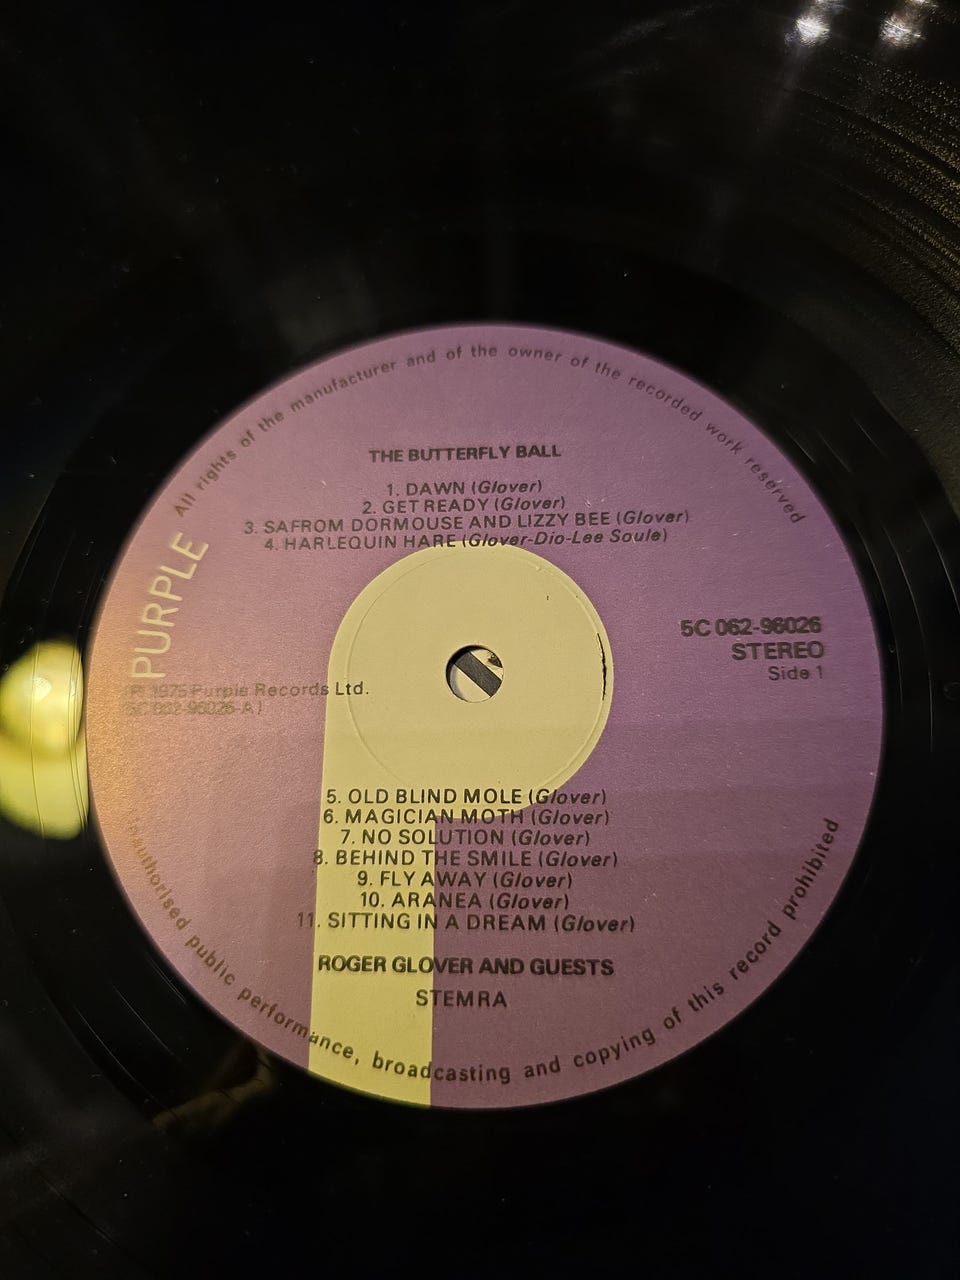 All rights of the manufacturer and of the owner of the recorded work reserved
THE BUTTERFLY BALL
1. DAWN (Glover)
2. GET READY (Glover)
3. SAFROM DORMOUSE AND LIZZY BEE (Glover)
4. HARLEQUIN HARE (Glover-Dio-Lee Soule)
PURPLE
5C 062-96026
STEREO
Side 1
(P) 1975 Purple Records Ltd.
(5C 062-96026-A)
5. OLD BLIND MOLE (Glover)
6. MAGICIAN MOTH (Glover)
7. NO SOLUTION (Glover)
8. BEHIND THE SMILE (Glover)
9. FLY AWAY (Glover)
10. ARANEA (Glover)
11. SITTING IN A DREAM (Glover)
ROGER GLOVER AND GUESTS
STEMRA
Unauthorised public performance, broadcasting and copying of this record prohibited